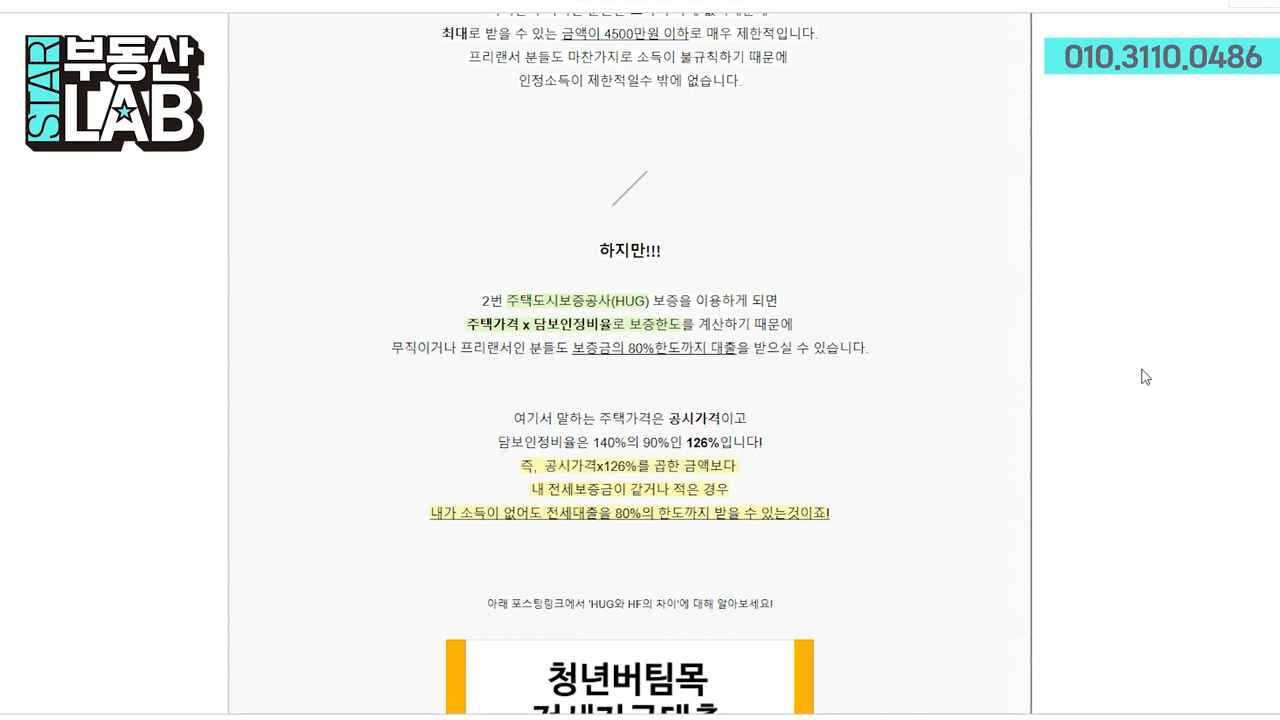 STAR
부동산
LAB
010.3110.0486
최대로 받을 수 있는 금액이 4500만원 이하로 매우 제한적입니다.
프리랜서 분들도 마찬가지로 소득이 불규칙하기 때문에
인정소득이 제한적일수 밖에 없습니다.
하지만!!!
2번 주택도시보증공사(HUG) 보증을 이용하게 되면
주택가격 x 담보인정비율로 보증한도를 계산하기 때문에
무직이거나 프리랜서인 분들도 보증금의 80%한도까지 대출을 받으실 수 있습니다.
여기서 말하는 주택가격은 공시가격이고
담보인정비율은 140%의 90%인 126%입니다!
즉, 공시가격x126%를 곱한 금액보다
내 전세보증금이 같거나 적은 경우
내가 소득이 없어도 전세대출을 80%의 한도까지 받을 수 있는것이죠!
아래 포스팅링크에서 'HUG와 HF의 차이'에 대해 알아보세요!
청년버팀목
전세자금대출